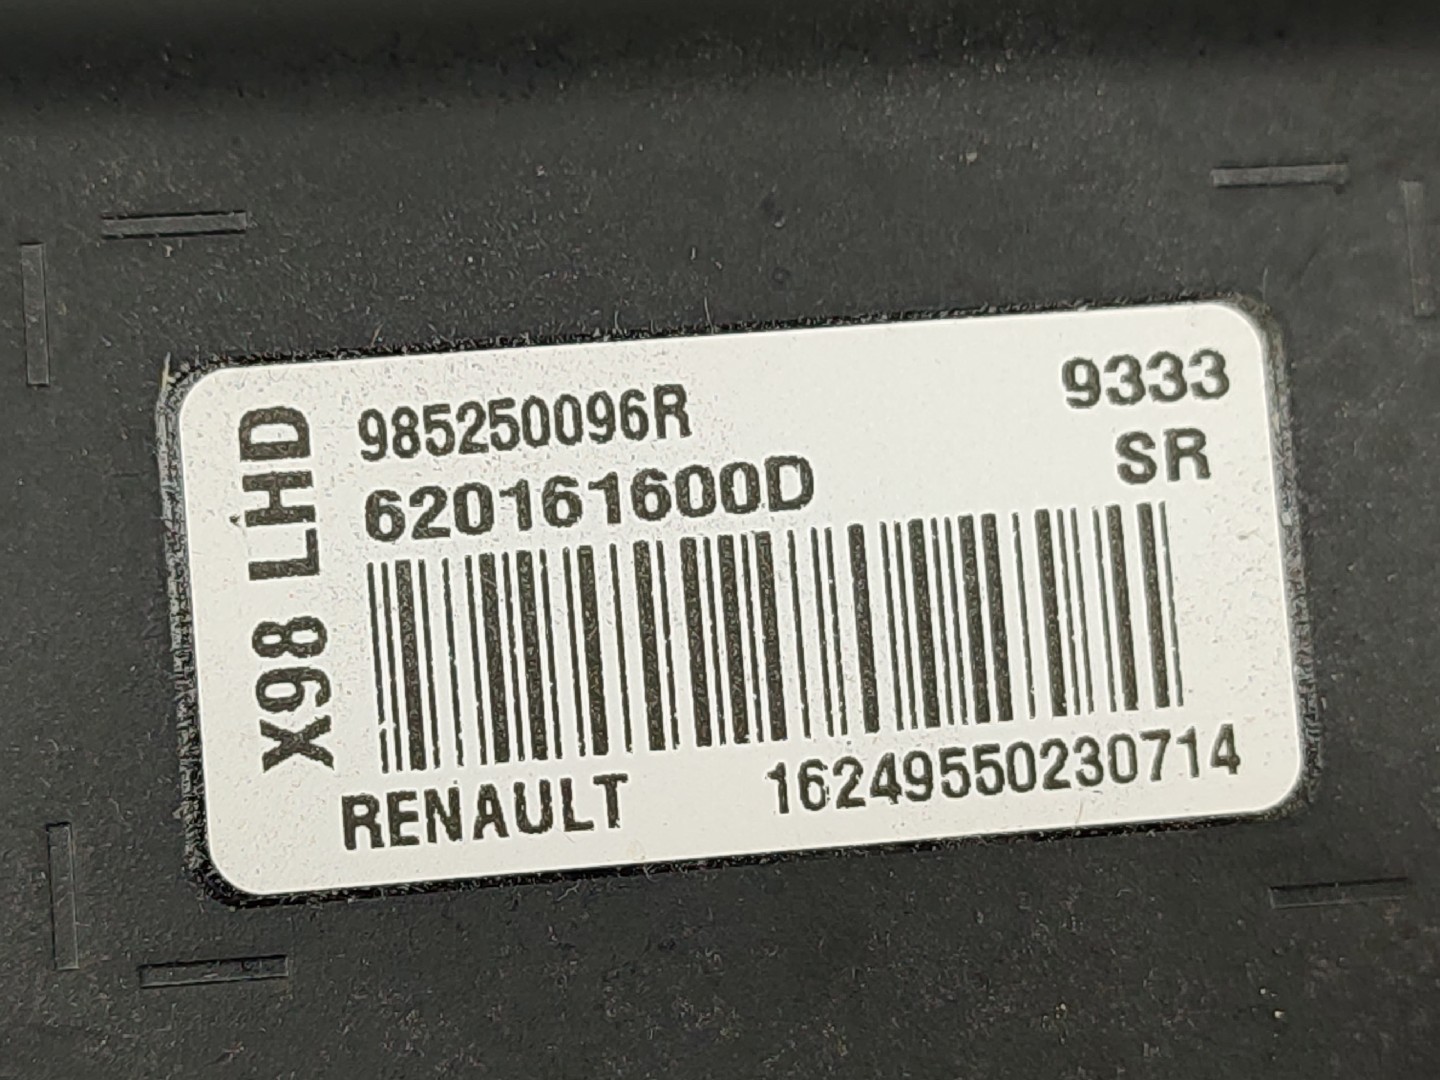 X98 LHD
985250096R
9333
620161600D
SR
RENAULT
16249550230714